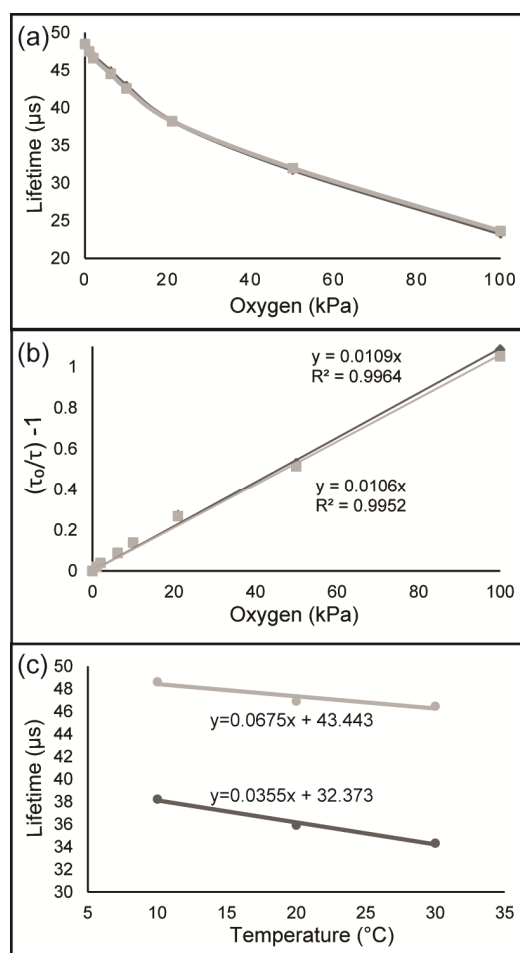 (a)
50
45
40
35
30
25
20
Lifetime (µs)
0 20 40 60 80 100
Oxygen (kPa)
(b)
1
0.8
0.6
0.4
0.2
0
(τ₀/τ) -1
y = 0.0109x
R² = 0.9964
y = 0.0106x
R² = 0.9952
0 20 40 60 80 100
Oxygen (kPa)
(c)
50
48
46
44
42
40
38
36
34
32
30
Lifetime (µs)
y=0.0675x + 43.443
y=0.0355x + 32.373
5 10 15 20 25 30 35
Temperature (°C)